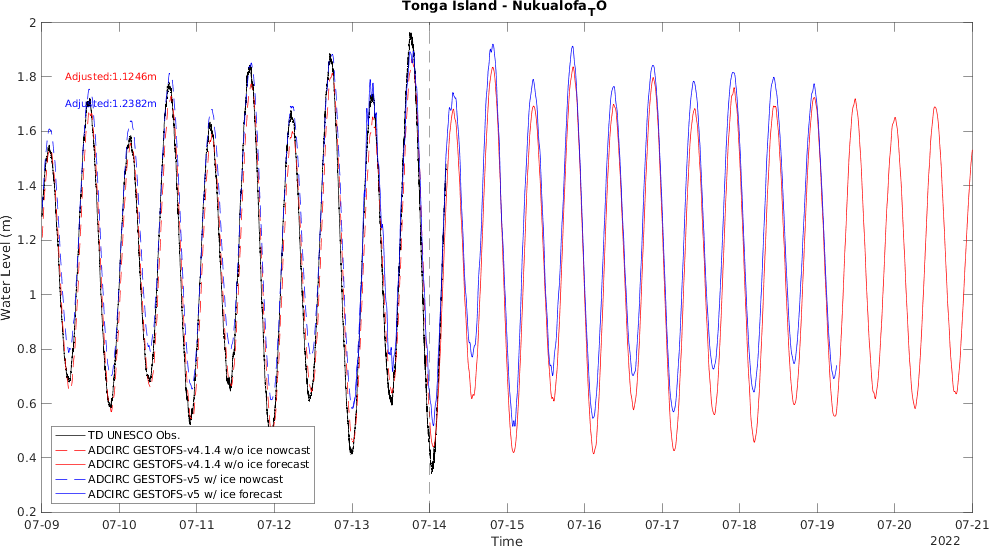 Tonga Island - NukualofaTO
2
1.8
1.6
1.4
1.2
1
0.8
0.6
0.4
0.2
Water Level (m)
Adjusted:1.1246m
Adjusted:1.2382m
TD UNESCO Obs.
ADCIRC GESTOFS-v4.1.4 w/o ice nowcast
ADCIRC GESTOFS-v4.1.4 w/o ice forecast
ADCIRC GESTOFS-v5 w/ ice nowcast
ADCIRC GESTOFS-v5 w/ ice forecast
07-09 07-10 07-11 07-12 07-13 07-14 07-15 07-16 07-17 07-18 07-19 07-20 07-21
Time
2022